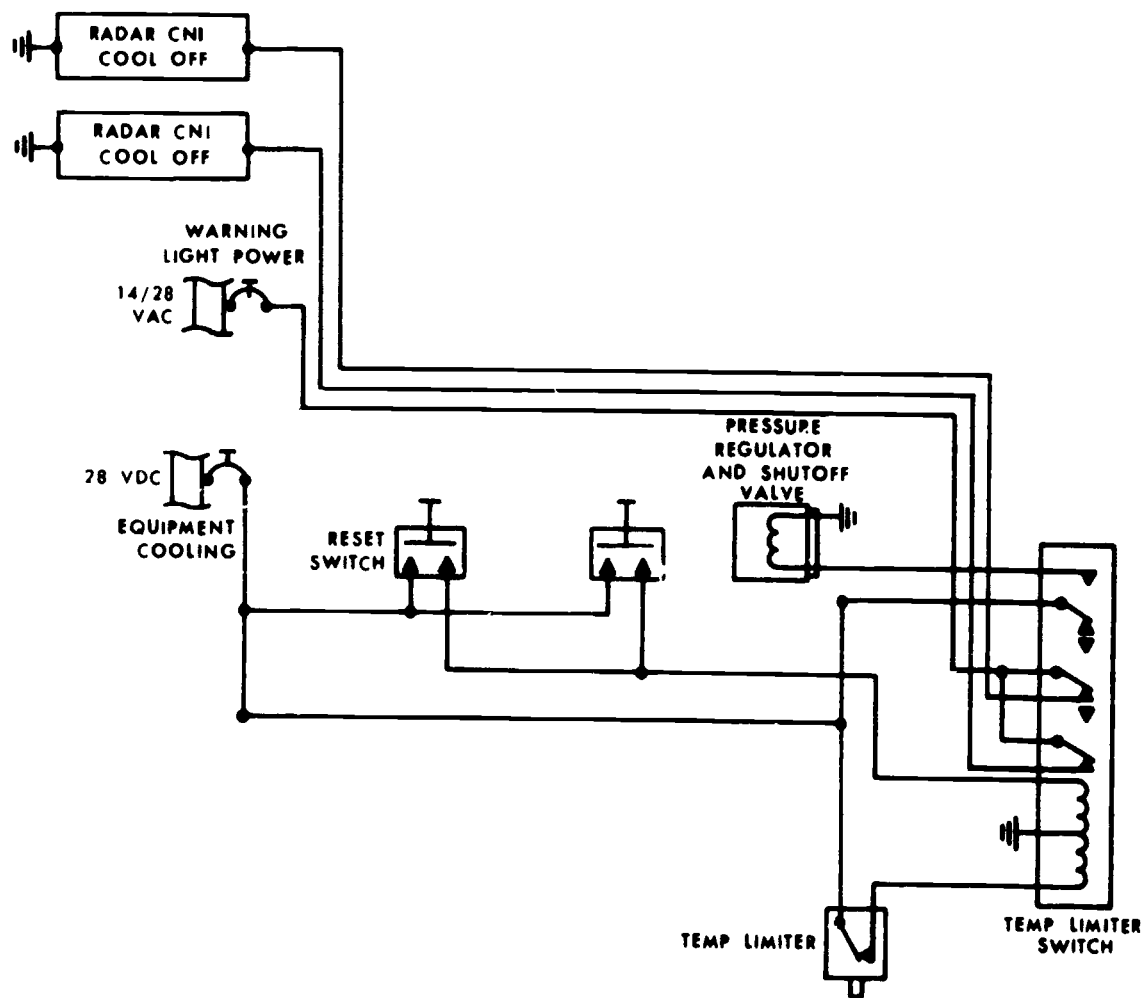 RADAR CNI
COOL OFF
RADAR CNI
COOL OFF
WARNING
LIGHT POWER
14/28
VAC
PRESSURE
REGULATOR
AND SHUTOFF
VALVE
28 VDC
EQUIPMENT
COOLING
RESET
SWITCH
TEMP LIMITER
TEMP LIMITER
SWITCH